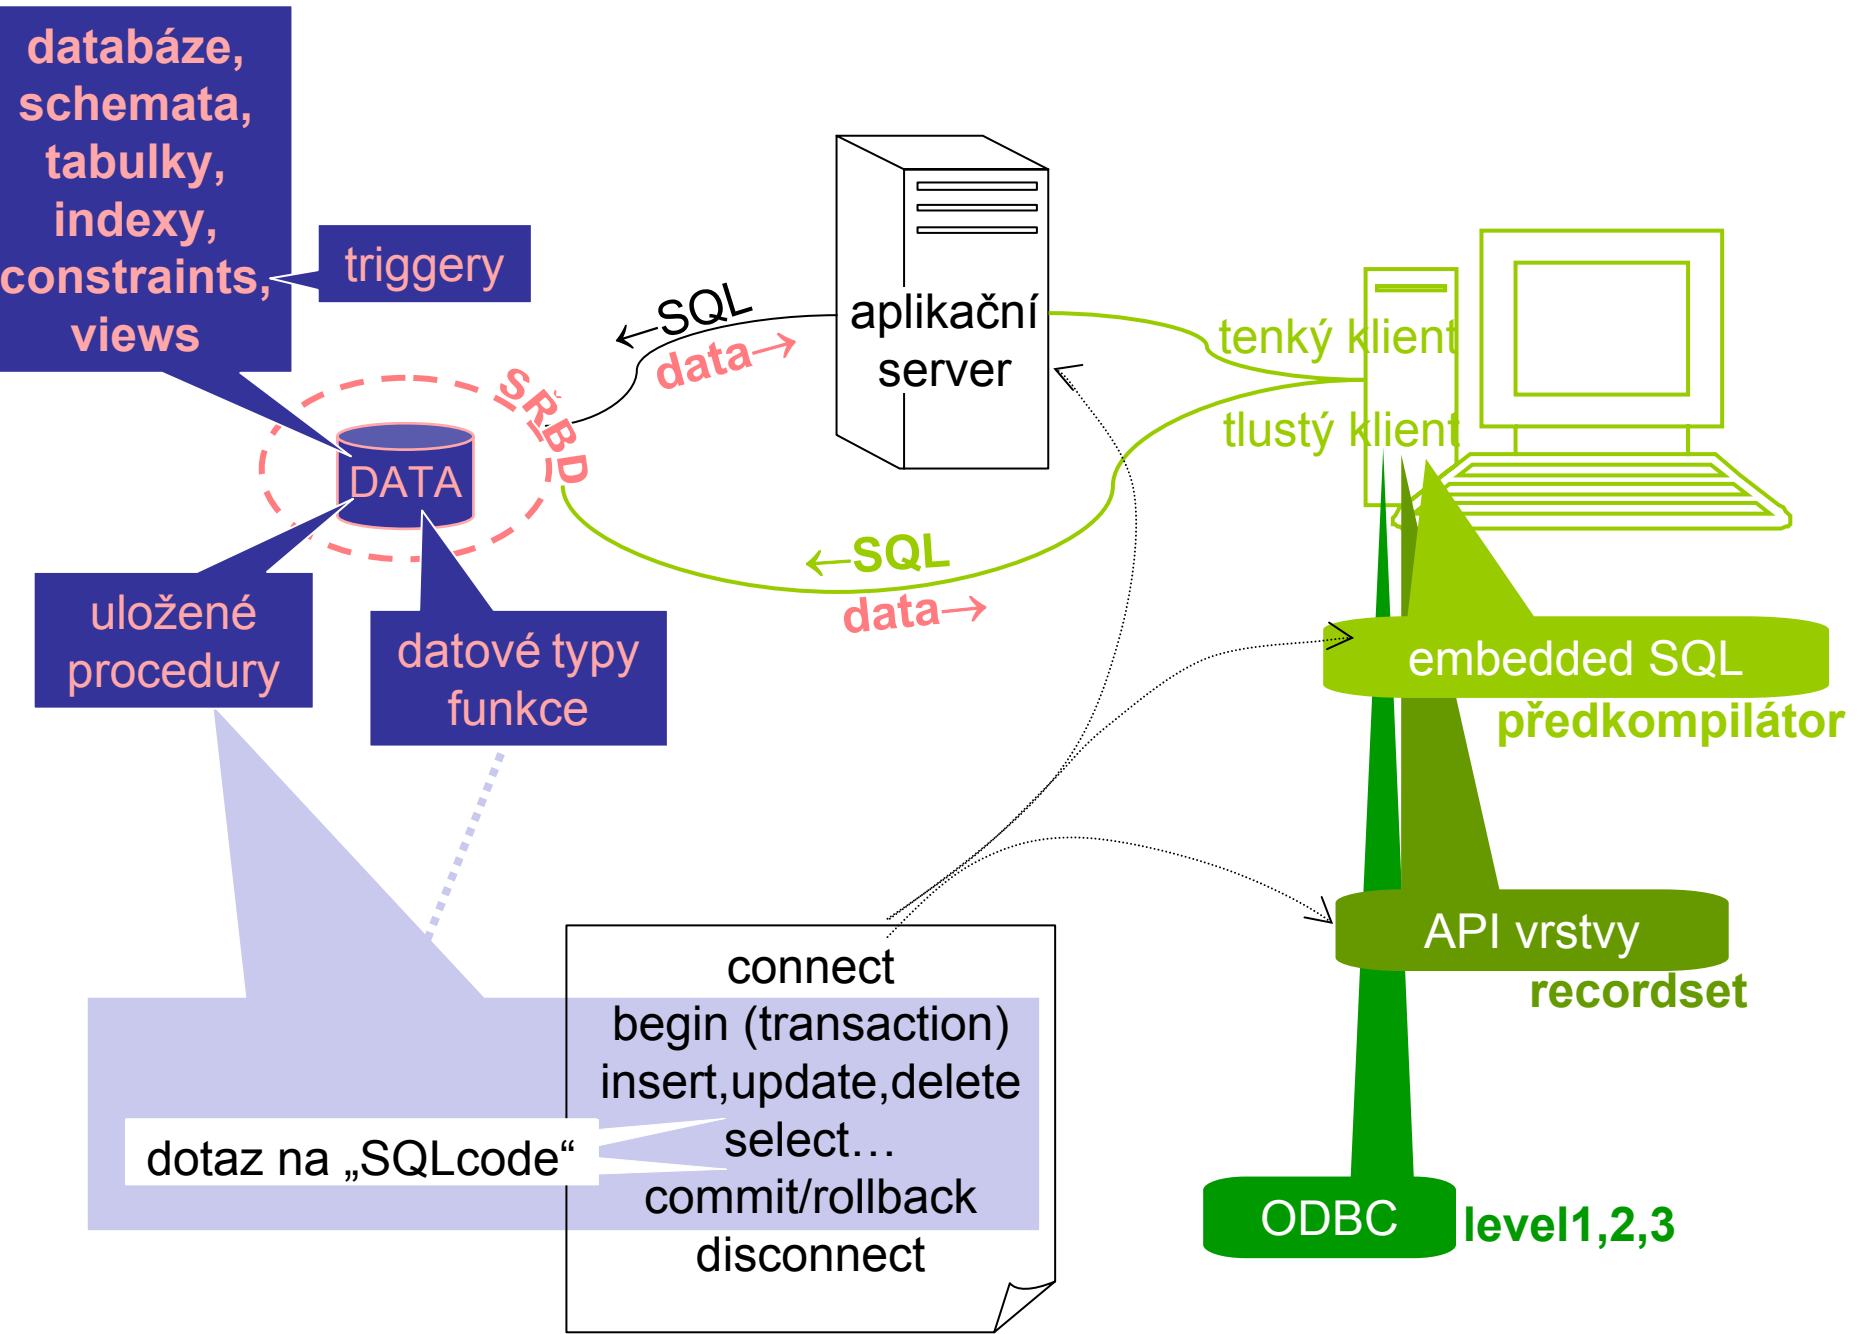 databáze,
schemata,
tabulky,
indexy,
constraints,
views
triggery
←SQL
data→
aplikační
server
tenký klient
tlustý klient
SŘBD
DATA
←SQL
data→
uložené
procedury
datové typy
funkce
embedded SQL
předkompilátor
API vrstvy
recordset
connect
begin (transaction)
insert,update,delete
select…
commit/rollback
disconnect
dotaz na „SQLcode“
ODBC
level1,2,3